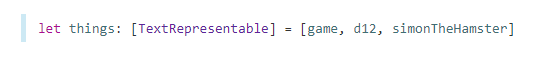 let things: [TextRepresentable] = [game, d12, simonTheHamster]